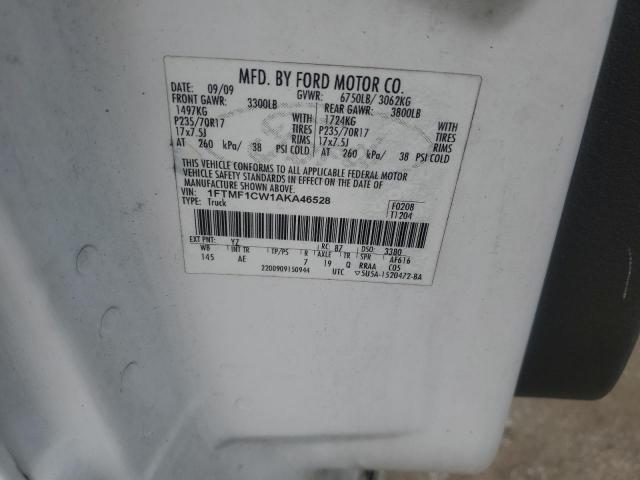 MFD. BY FORD MOTOR CO.
DATE: 09/09 GVWR: 6750LB/ 3062KG
FRONT GAWR: 3300LB REAR GAWR: 3800LB
1497KG WITH 1724KG WITH
P235/70R17 TIRES P235/70R17 TIRES
17x7.5J RIMS 17x7.5J RIMS
AT 260 kPa/ 38 PSI COLD AT 260 kPa/ 38 PSI COLD
THIS VEHICLE CONFORMS TO ALL APPLICABLE FEDERAL MOTOR
VEHICLE SAFETY STANDARDS IN EFFECT ON THE DATE OF
MANUFACTURE SHOWN ABOVE.
VIN: 1FTMF1CW1AKA46528 F0208
TYPE: Truck T1204
EXT PNT: YZ RC: 87 DSO: 3380
WB INT TR TP/PS R AXLE TR SPR AF616
145 AE 7 19 Q RRAA C05
2200909150944 UTC 5U5A-1520472-BA